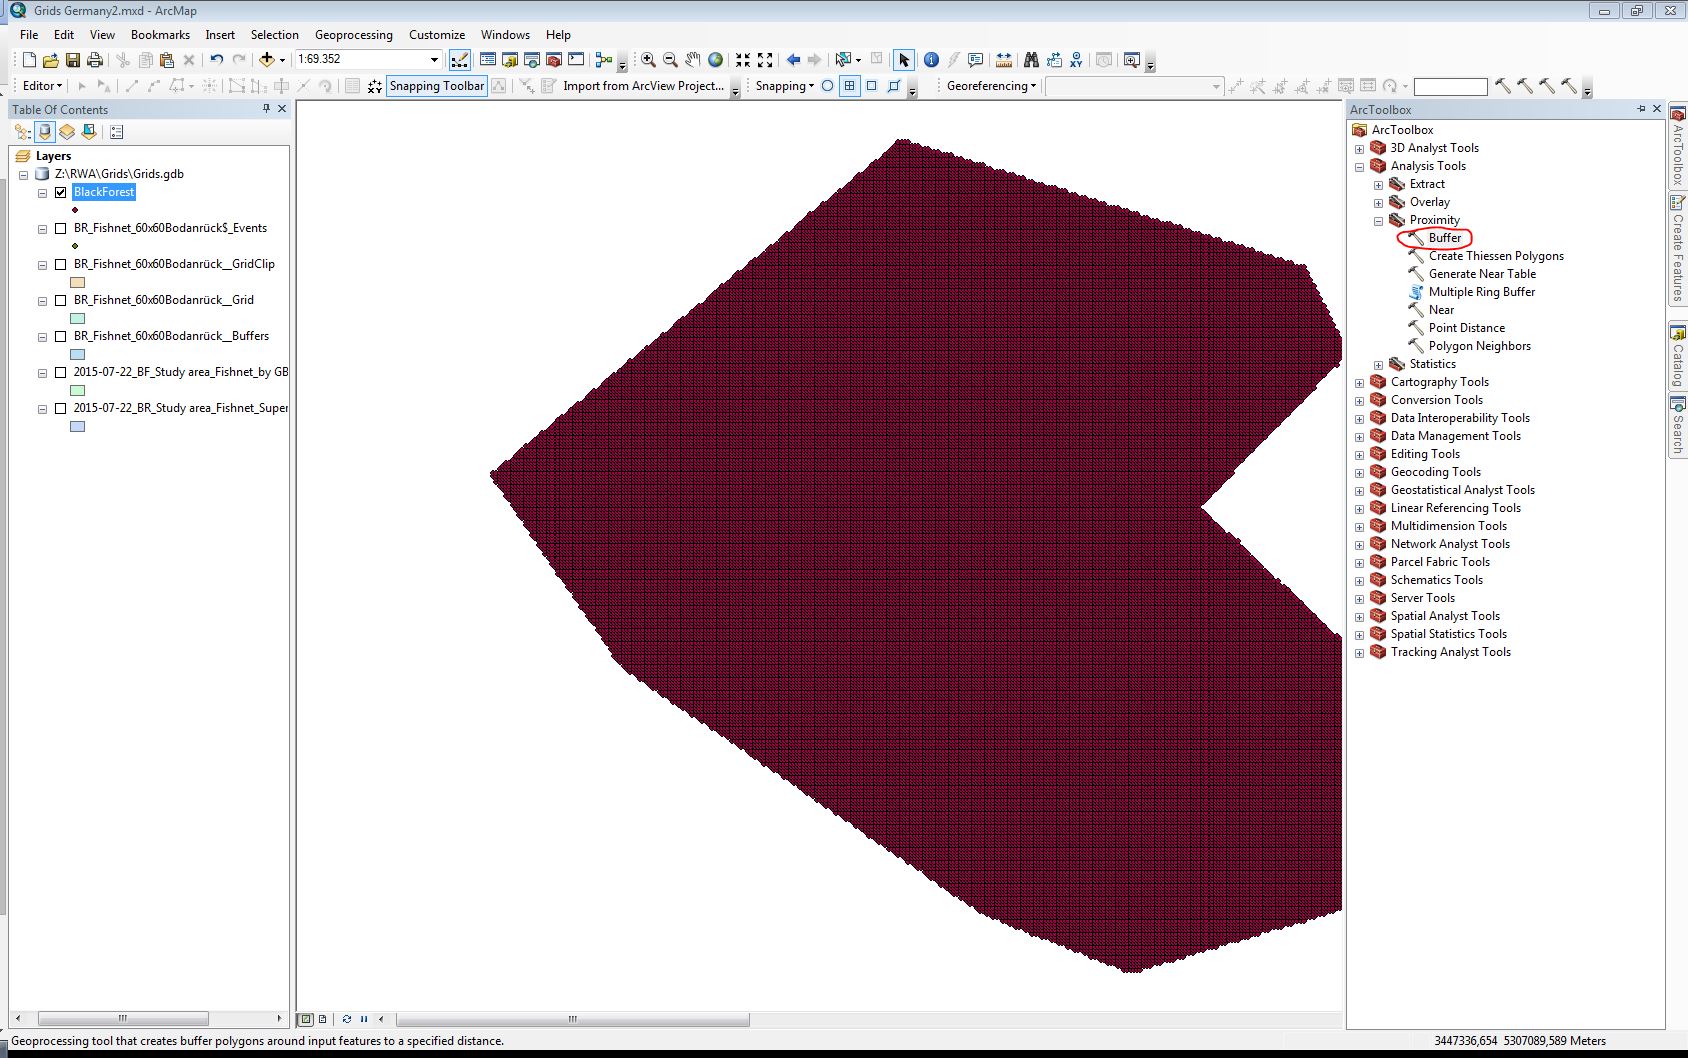 Grids Germany2.mxd - ArcMap
File Edit View Bookmarks Insert Selection Geoprocessing Customize Windows Help
1:69.352
Editor Snapping Toolbar Import from ArcView Project... Snapping Georeferencing
Table Of Contents
Layers
Z:\RWA\Grids\Grids.gdb
BlackForest
BR_Fishnet_60x60Bodanrück$_Events
BR_Fishnet_60x60Bodanrück__GridClip
BR_Fishnet_60x60Bodanrück__Grid
BR_Fishnet_60x60Bodanrück__Buffers
2015-07-22_BF_Study area_Fishnet_by GB
2015-07-22_BR_Study area_Fishnet_Super
ArcToolbox
ArcToolbox
3D Analyst Tools
Analysis Tools
Extract
Overlay
Proximity
Buffer
Create Thiessen Polygons
Generate Near Table
Multiple Ring Buffer
Near
Point Distance
Polygon Neighbors
Statistics
Cartography Tools
Conversion Tools
Data Interoperability Tools
Data Management Tools
Editing Tools
Geocoding Tools
Geostatistical Analyst Tools
Linear Referencing Tools
Multidimension Tools
Network Analyst Tools
Parcel Fabric Tools
Schematics Tools
Server Tools
Spatial Analyst Tools
Spatial Statistics Tools
Tracking Analyst Tools
ArcToolbox
Create Features
Catalog
Search
Geoprocessing tool that creates buffer polygons around input features to a specified distance.
3447336,654 5307089,589 Meters